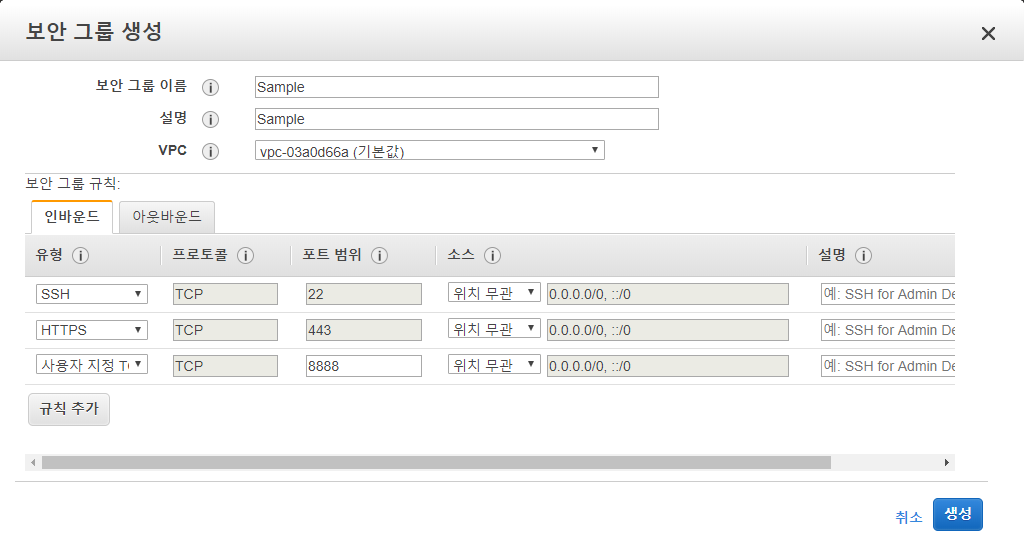 보안 그룹 생성
보안 그룹 이름 Sample
설명 Sample
VPC vpc-03a0d66a (기본값)
보안 그룹 규칙:
인바운드 아웃바운드
유형 프로토콜 포트 범위 소스 설명
SSH TCP 22 위치 무관 0.0.0.0/0, ::/0 예: SSH for Admin De
HTTPS TCP 443 위치 무관 0.0.0.0/0, ::/0 예: SSH for Admin De
사용자 지정 TC TCP 8888 위치 무관 0.0.0.0/0, ::/0 예: SSH for Admin De
규칙 추가
취소 생성